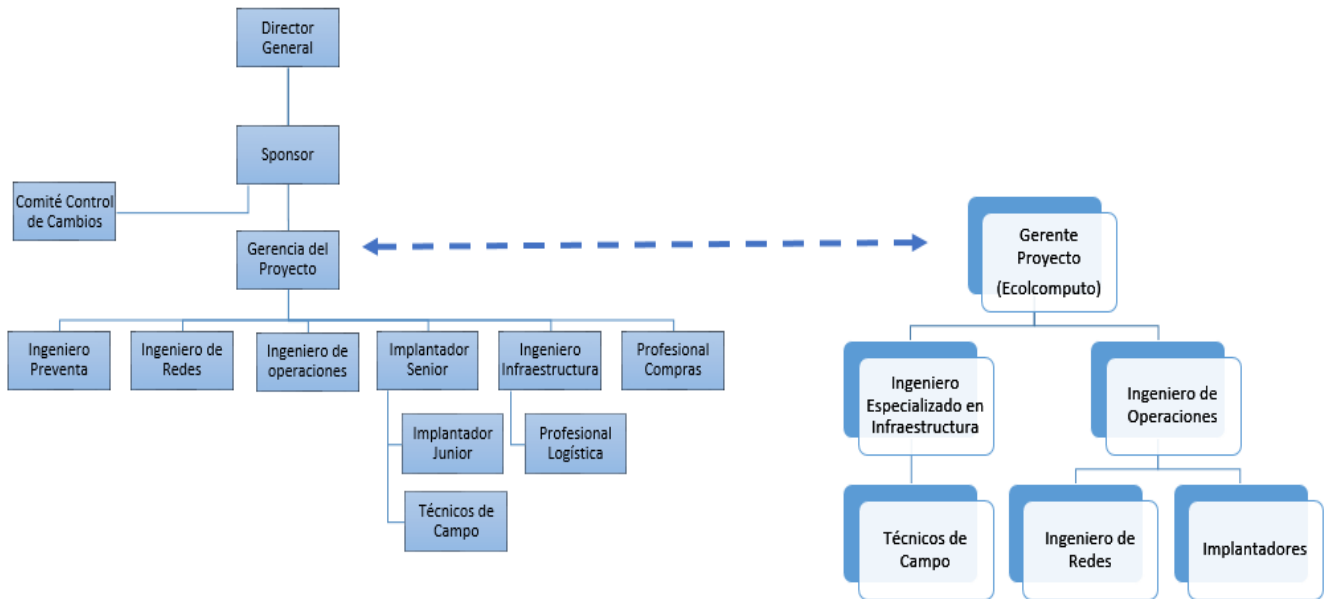 Director
General
Sponsor
Comité Control
de Cambios
Gerencia del
Proyecto
Ingeniero
Preventa
Ingeniero de
Redes
Ingeniero de
operaciones
Implantador
Senior
Ingeniero
Infraestructura
Profesional
Compras
Implantador
Junior
Profesional
Logística
Técnicos de
Campo
Gerente
Proyecto
(Ecolcomputo)
Ingeniero
Especializado en
Infraestructura
Ingeniero de
Operaciones
Técnicos de
Campo
Ingeniero de
Redes
Implantadores